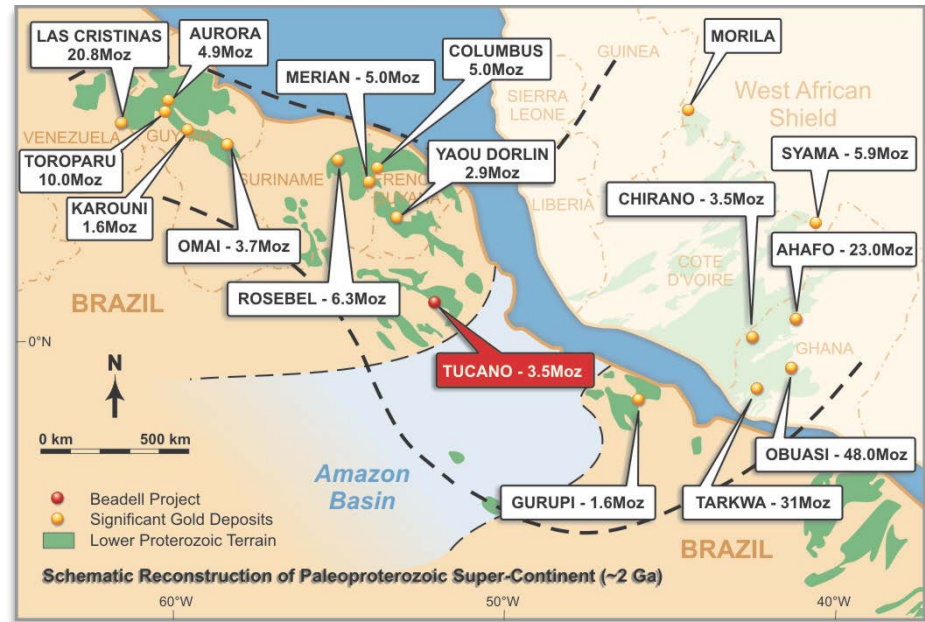 LAS CRISTINAS
20.8Moz
AURORA
4.9Moz
MERIAN - 5.0Moz
COLUMBUS
5.0Moz
GUINEA
MORILA
SIERRA
LEONE
West African
Shield
VENEZUELA
GUY
TOROPARU
10.0Moz
SURINAME
FRENC
GUYANA
YAOU DORLIN
2.9Moz
SYAMA - 5.9Moz
LIBERIA
CHIRANO - 3.5Moz
KAROUNI
1.6Moz
OMAI - 3.7Moz
AHAFO - 23.0Moz
COTE
D'VOIRE
BRAZIL
ROSEBEL - 6.3Moz
0°N
GHANA
N
TUCANO - 3.5Moz
0 km 500 km
OBUASI - 48.0Moz
Amazon
Basin
GURUPI - 1.6Moz
TARKWA - 31Moz
Beadell Project
Significant Gold Deposits
Lower Proterozoic Terrain
BRAZIL
Schematic Reconstruction of Paleoproterozoic Super-Continent (~2 Ga)
60°W
50°W
40°W